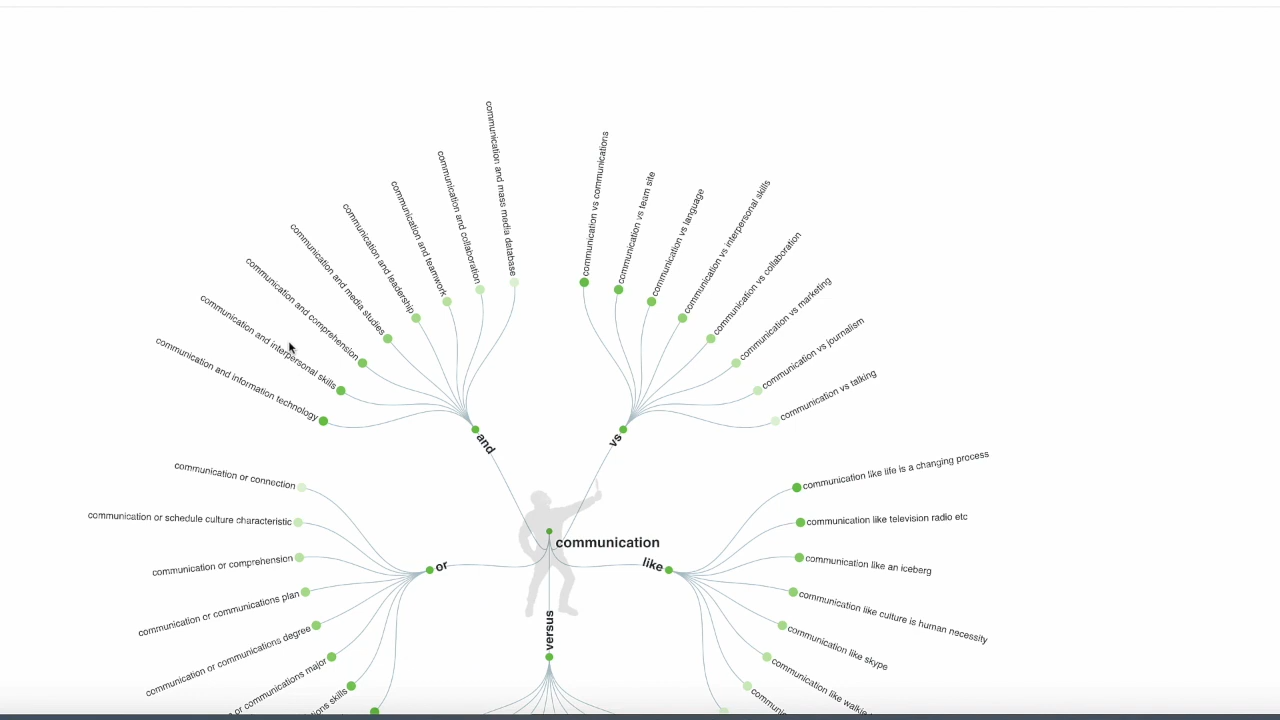 communication and mass media database
communication and collaboration
communication and teamwork
communication and leadership
communication and media studies
communication and comprehension
communication and interpersonal skills
communication and information technology
communication vs communications
communication vs team site
communication vs language
communication vs interpersonal skills
communication vs collaboration
communication vs marketing
communication vs journalism
communication vs talking
and
vs
communication or connection
communication or schedule culture characteristic
communication or comprehension
communication or communications plan
communication or communications degree
or communications major
skills
or
communication
like
versus
communication like life is a changing process
communication like television radio etc
communication like an iceberg
communication like culture is human necessity
communication like skype
communication like